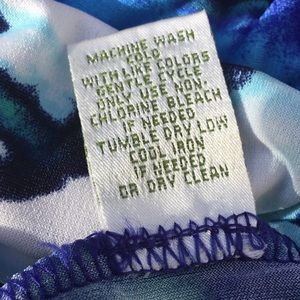 MACHINE WASH
COLD
WITH LIKE COLORS
GENTLE CYCLE
ONLY USE NON
CHLORINE BLEACH
IF NEEDED
TUMBLE DRY LOW
COOL IRON
IF NEEDED
OR DRY CLEAN